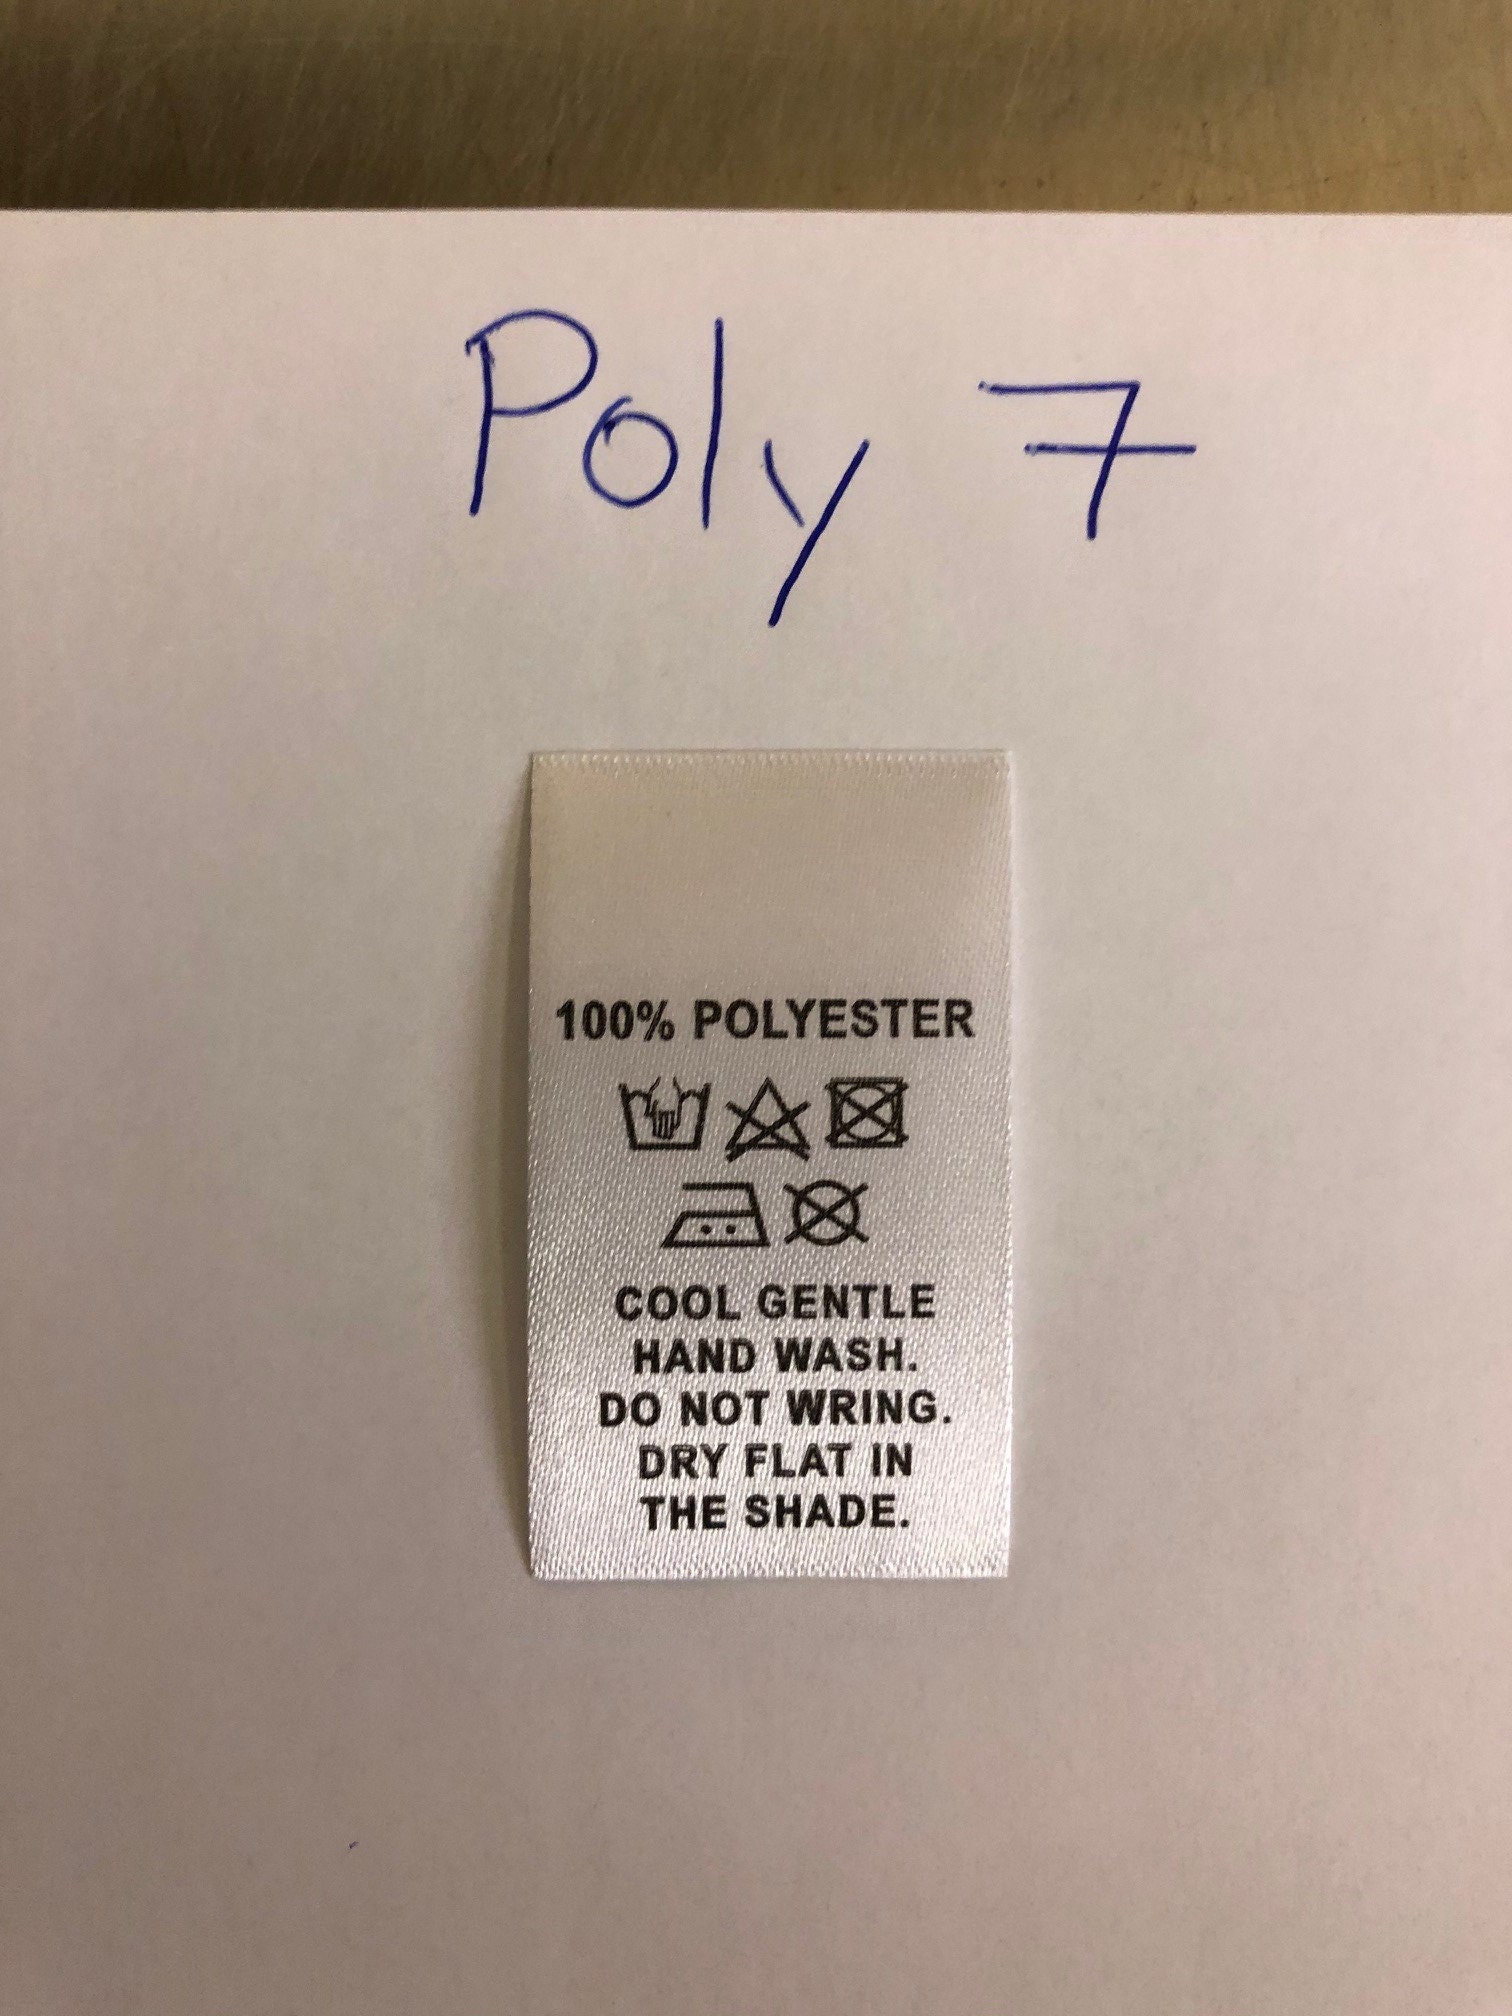 Poly 7
100% POLYESTER
COOL GENTLE
HAND WASH.
DO NOT WRING.
DRY FLAT IN
THE SHADE.